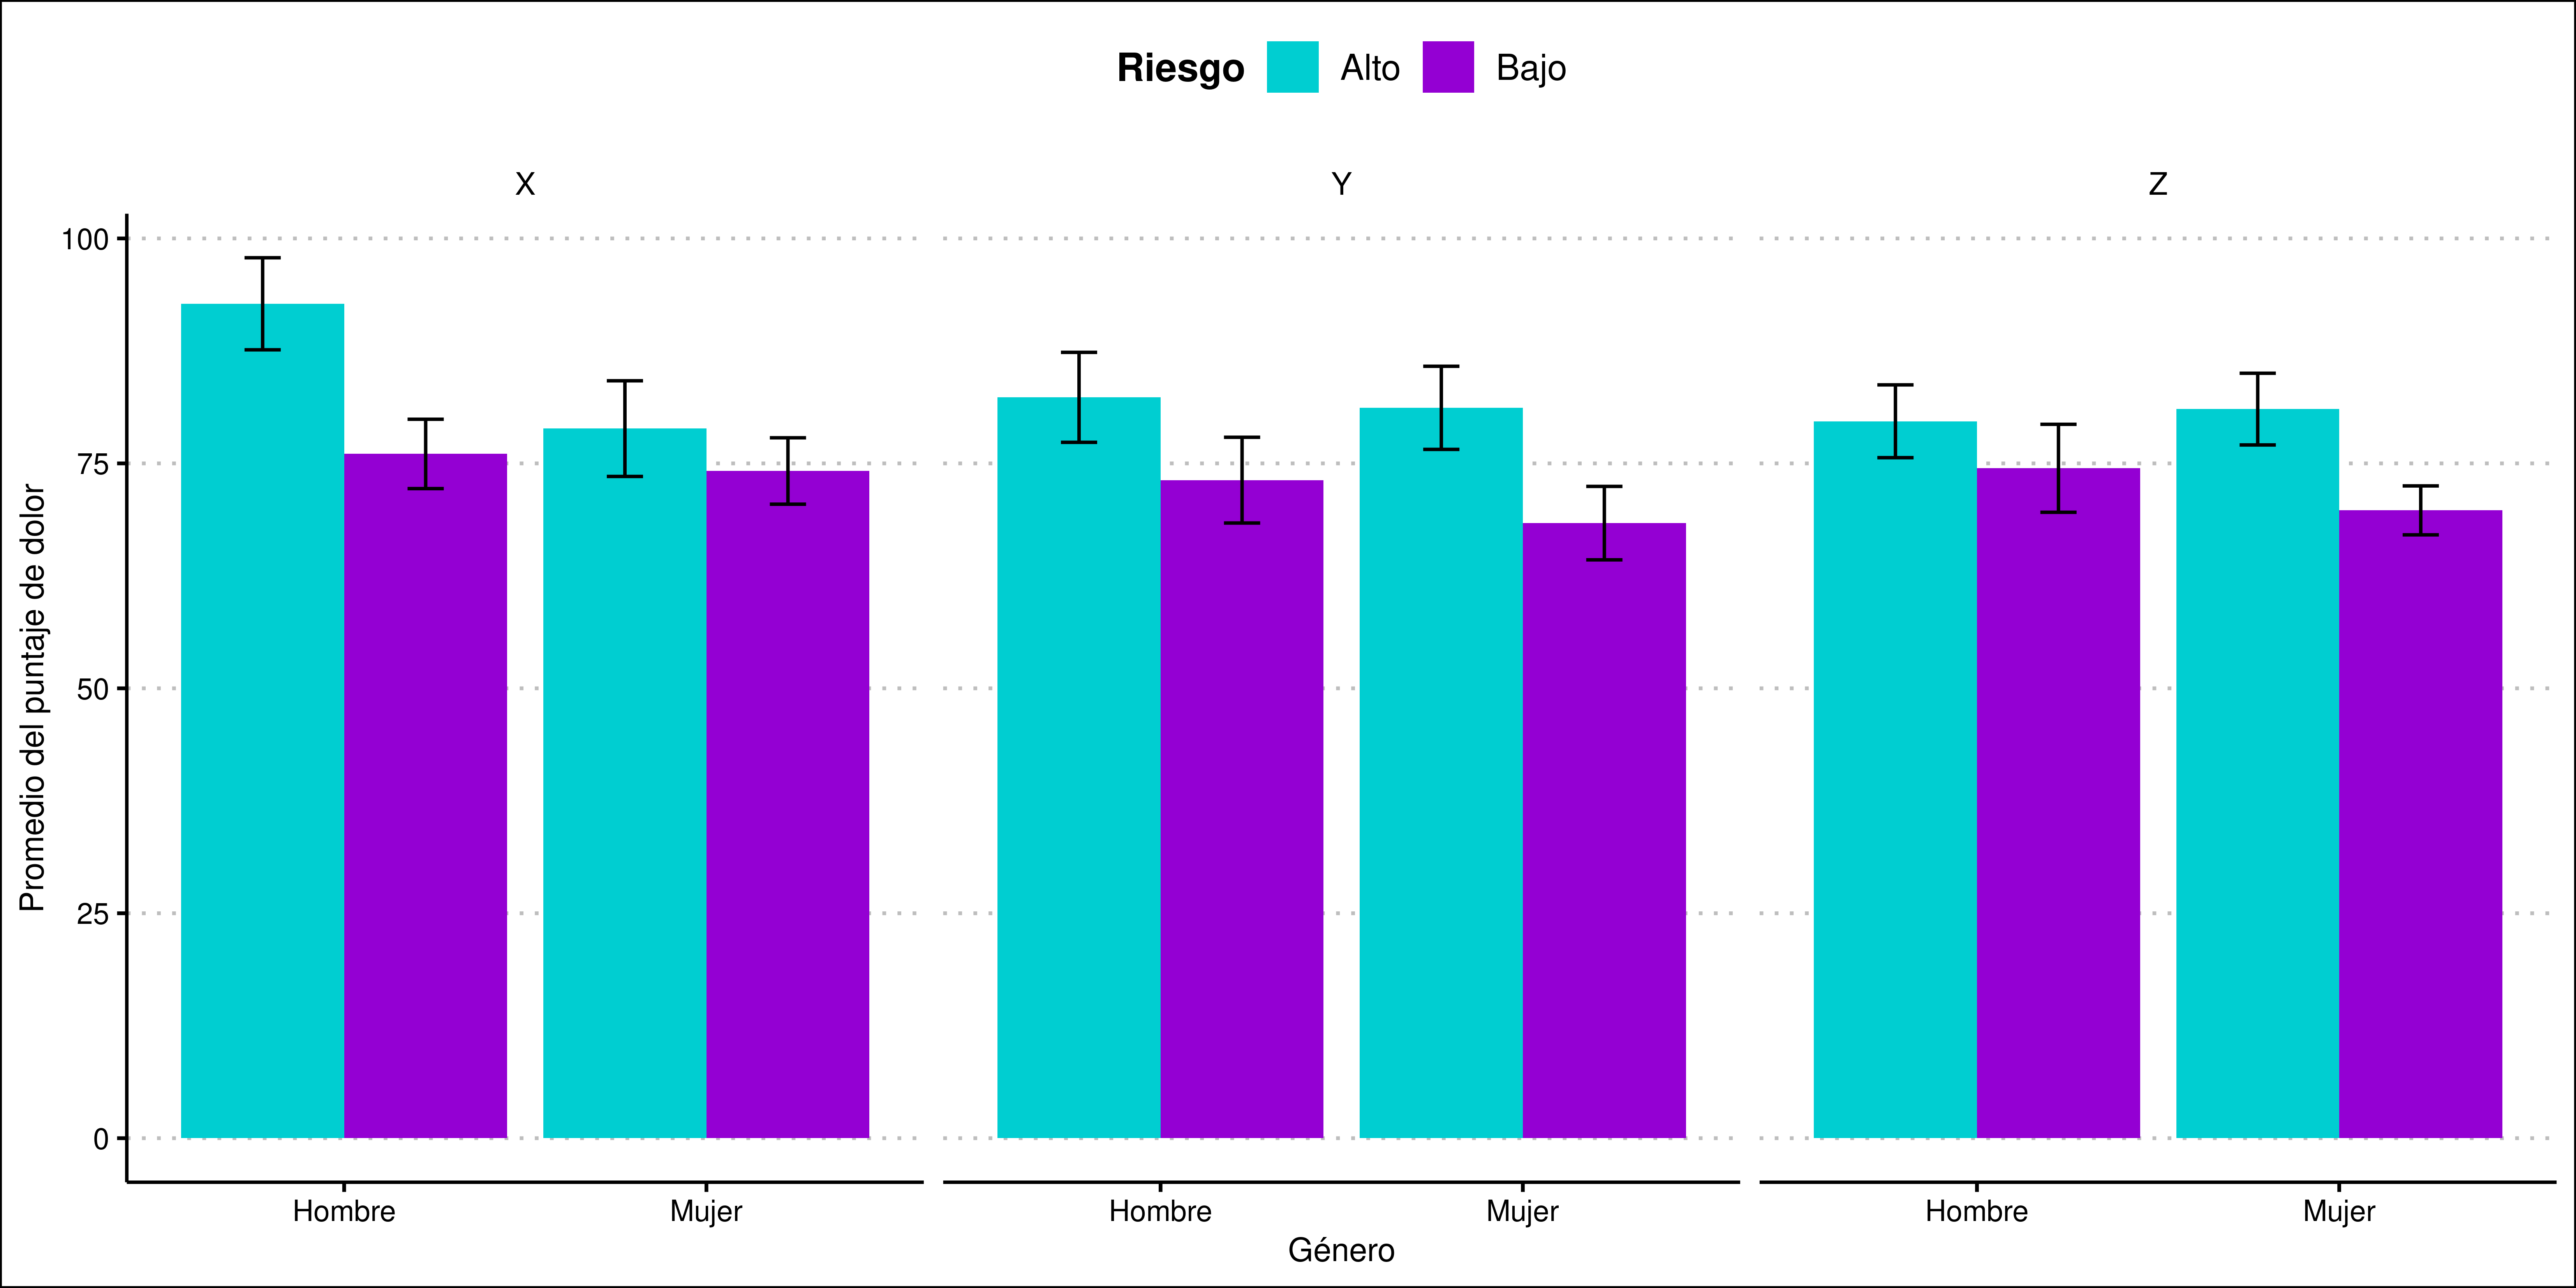 Riesgo Alto Bajo
X Y Z
100
75
50
25
0
Promedio del puntaje de dolor
Hombre Mujer Hombre Mujer Hombre Mujer
Género